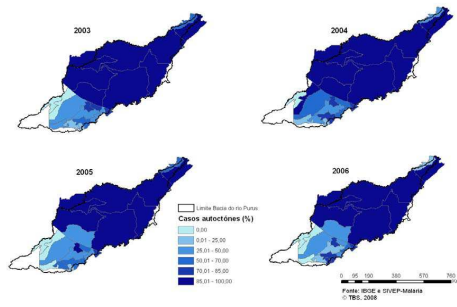 2003
2004
2005
2006
Limite Bacia do rio Purus
Casos autoctónes (%)
0,00
0,01 - 25,00
25,01 - 50,00
50,01 - 70,00
70,01 - 85,00
85,01 - 100,00
0 95 190 380 570 760
Fonte: IBGE e SIVEP-Malária
© TBS, 2008